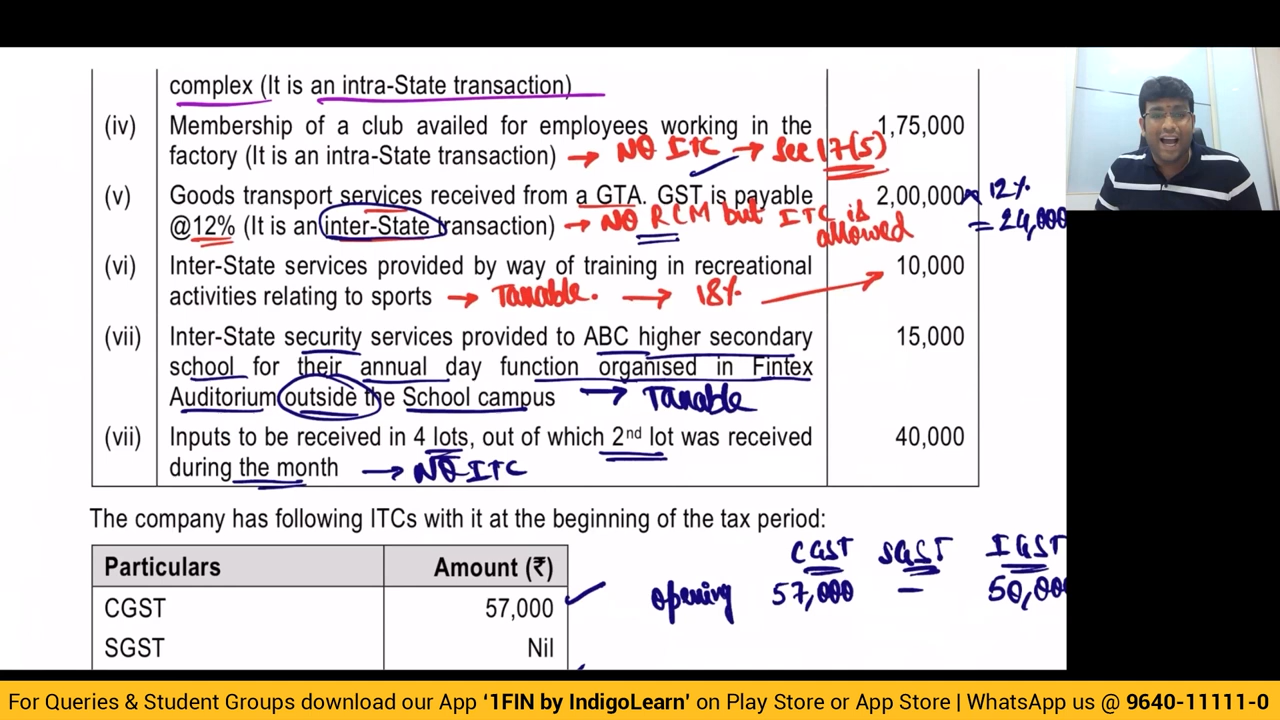 complex (It is an intra-State transaction)
(iv) Membership of a club availed for employees working in the 1,75,000
factory (It is an intra-State transaction) → NO ITC → Sec 17(5)
(v) Goods transport services received from a GTA. GST is payable 2,00,000 x 12%
@12% (It is an inter-State transaction) → NO RCM but ITC is allowed = 24,000
(vi) Inter-State services provided by way of training in recreational 10,000
activities relating to sports → Taxable. → 18%
(vii) Inter-State security services provided to ABC higher secondary 15,000
school for their annual day function organised in Fintex
Auditorium outside the School campus → Taxable
(vii) Inputs to be received in 4 lots, out of which 2nd lot was received 40,000
during the month → NO ITC
The company has following ITCs with it at the beginning of the tax period:
CGST SGST IGST
Particulars Amount (₹)
opening 57,000 – 50,000
CGST 57,000
SGST Nil
For Queries & Student Groups download our App ‘1FIN by IndigoLearn’ on Play Store or App Store | WhatsApp us @ 9640-11111-0